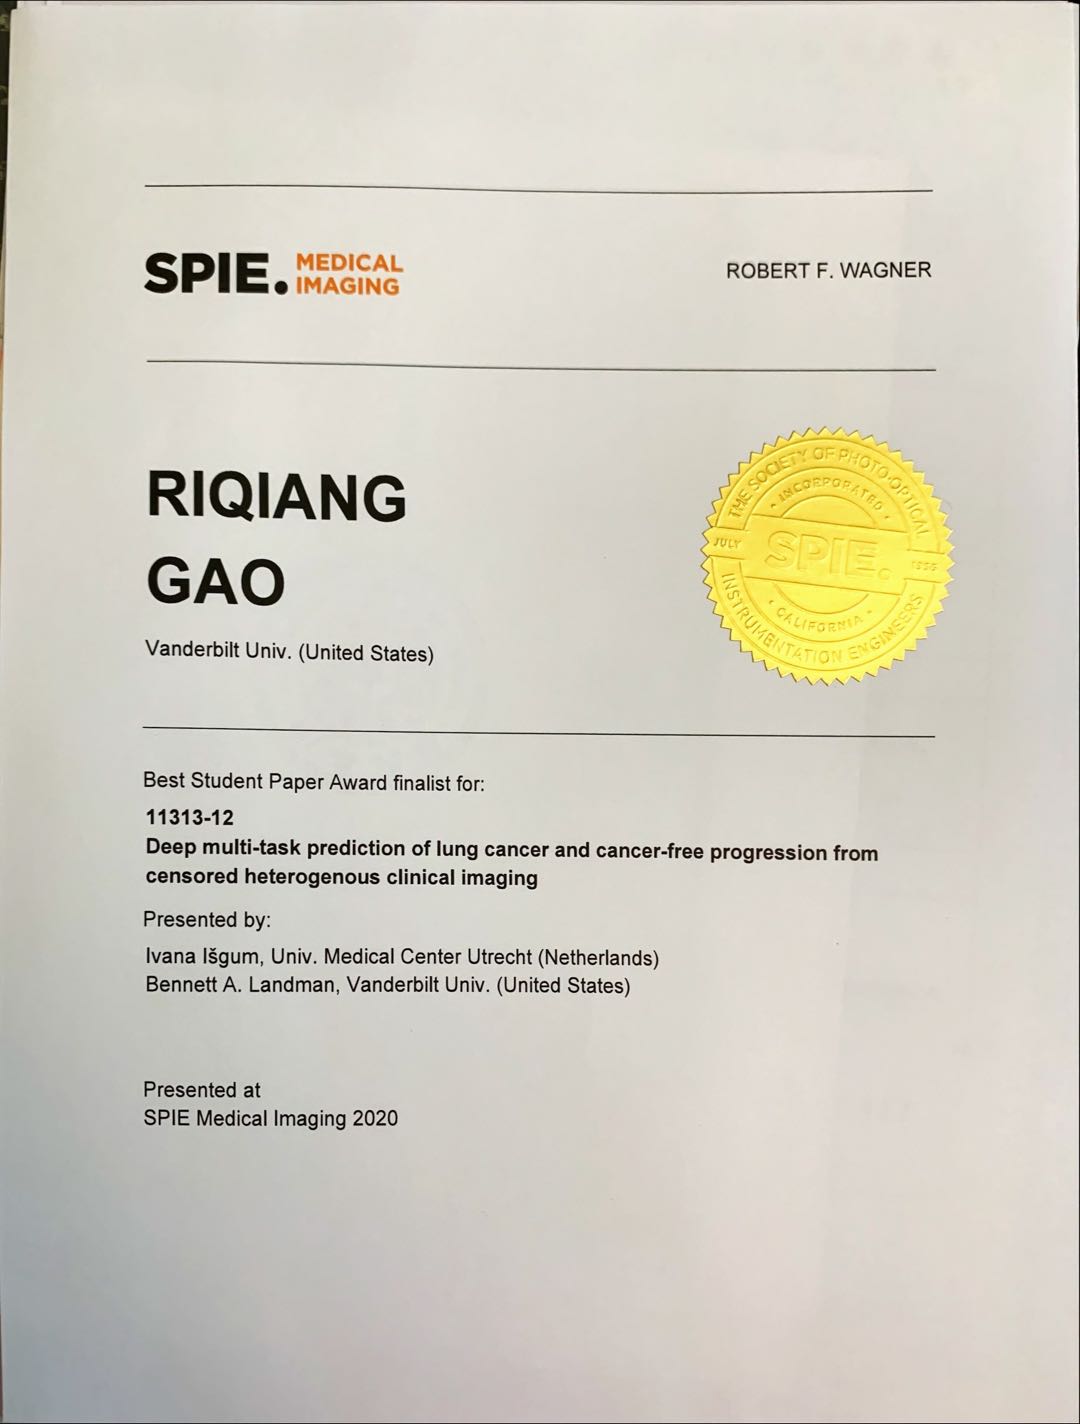 SPIE. MEDICAL
IMAGING
ROBERT F. WAGNER
RIQIANG
GAO
Vanderbilt Univ. (United States)
THE SOCIETY OF PHOTO-OPTICAL
INCORPORATED
JULY
SPIE.
1956
CALIFORNIA
INSTRUMENTATION ENGINEERS
Best Student Paper Award finalist for:
11313-12
Deep multi-task prediction of lung cancer and cancer-free progression from
censored heterogenous clinical imaging
Presented by:
Ivana Išgum, Univ. Medical Center Utrecht (Netherlands)
Bennett A. Landman, Vanderbilt Univ. (United States)
Presented at
SPIE Medical Imaging 2020